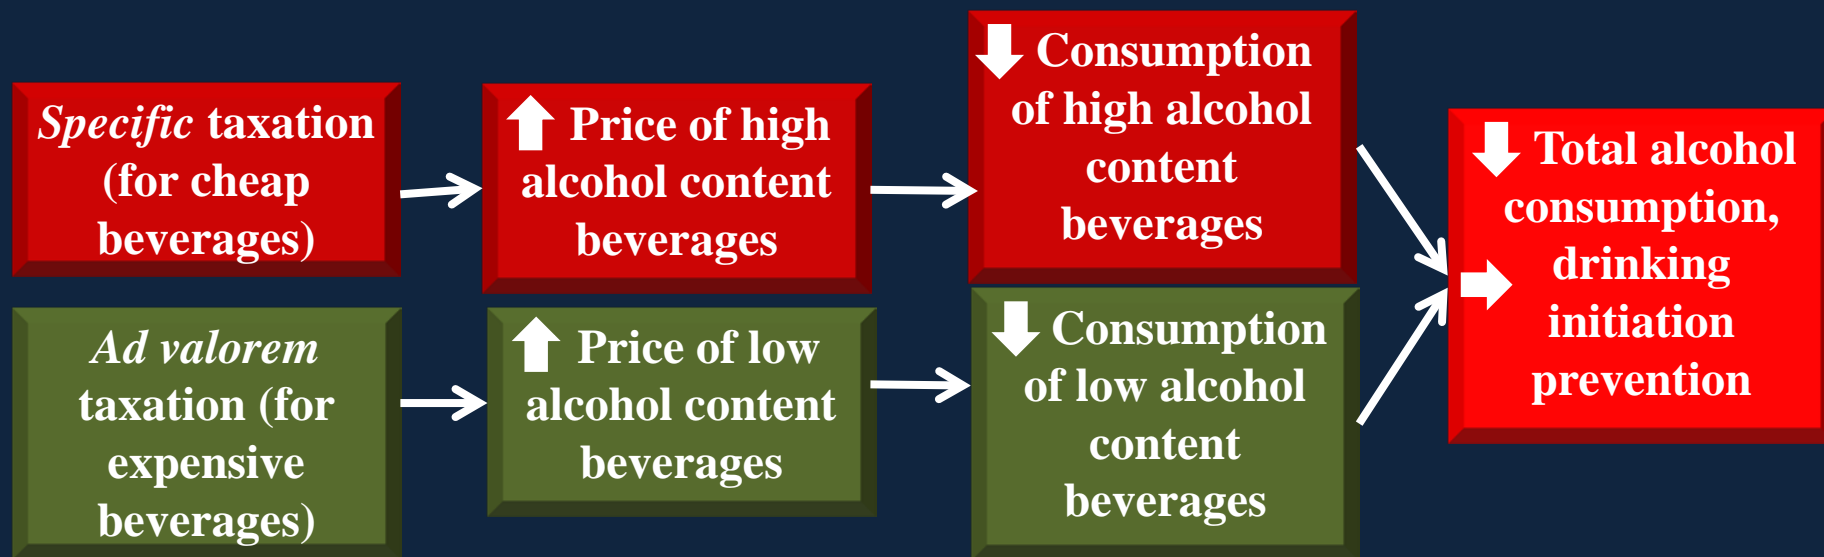 Specific taxation
(for cheap
beverages)
Price of high
alcohol content
beverages
Consumption
of high alcohol
content
beverages
Ad valorem
taxation (for
expensive
beverages)
Price of low
alcohol content
beverages
Consumption
of low alcohol
content
beverages
Total alcohol
consumption,
drinking
initiation
prevention